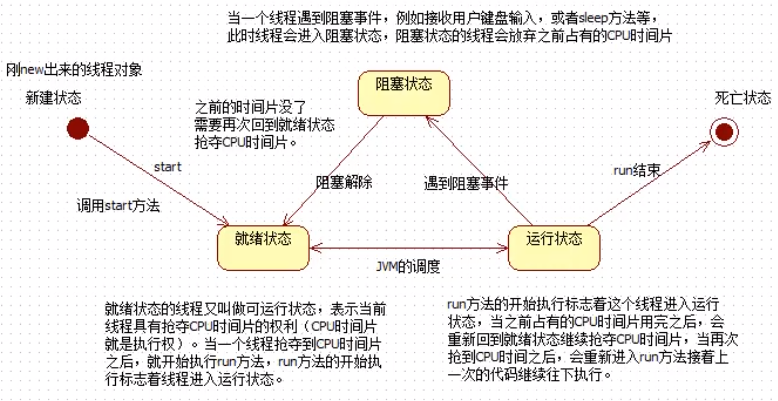 当一个线程遇到阻塞事件，例如接收用户键盘输入，或者sleep方法等，
此时线程会进入阻塞状态，阻塞状态的线程会放弃之前占有的CPU时间片
刚new出来的线程对象
新建状态
阻塞状态
死亡状态
之前的时间片没了
需要再次回到就绪状态
抢夺CPU时间片。
start
调用start方法
阻塞解除
遇到阻塞事件
run结束
就绪状态
运行状态
JVM的调度
就绪状态的线程又叫做可运行状态，表示当前
线程具有抢夺CPU时间片的权利（CPU时间片
就是执行权）。当一个线程抢夺到CPU时间片
之后，就开始执行run方法，run方法的开始执
行标志着线程进入运行状态。
run方法的开始执行标志着这个线程进入运行
状态，当之前占有的CPU时间片用完之后，会
重新回到就绪状态继续抢夺CPU时间片，当再次
抢到CPU时间之后，会重新进入run方法接着上
一次的代码继续往下执行。